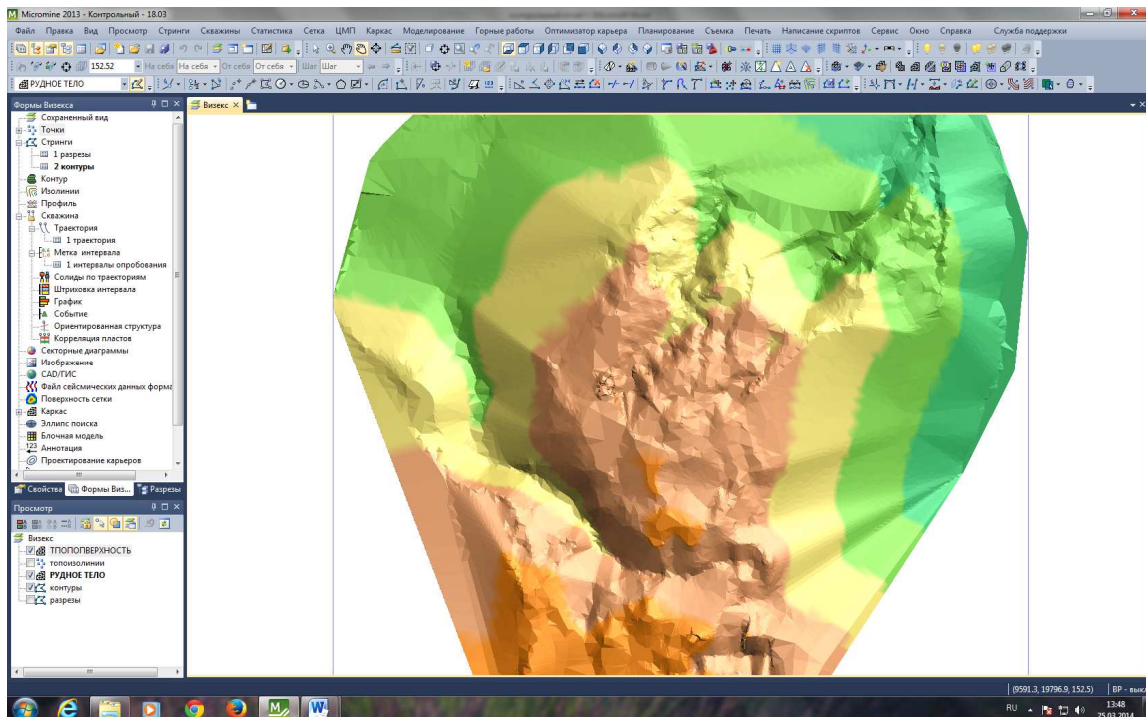 Micromine 2013 - Контрольный - 18.03
Файл Правка Вид Просмотр Стринги Скважины Статистика Сетка ЦМП Каркас Моделирование Горные работы Оптимизатор карьера Планирование Съемка Печать Написание скриптов Сервис Окно Справка Служба поддержки
152.52 На себя На себя От себя От себя Шаг Шаг
РУДНОЕ ТЕЛО
Формы Визекса
Визекс
Сохраненный вид
Точки
Стринги
1 разрезы
2 контуры
Контур
Изолинии
Профиль
Скважина
Траектория
1 траектория
Метка интервала
1 интервалы опробования
Солиды по траекториям
Штриховка интервала
График
Событие
Ориентированная структура
Корреляция пластов
Секторные диаграммы
Изображение
CAD/ГИС
Файл сейсмических данных форма
Поверхность сетки
Каркас
Эллипс поиска
Блочная модель
Аннотация
Проектирование карьеров
Свойства Формы Виз... Разрезы
Просмотр
Визекс
ТПОПОПВЕРХНОСТЬ
топоизолинии
РУДНОЕ ТЕЛО
контуры
разрезы
(9591.3, 19796.9, 152.5) ВР - выкл
RU 13:48
25.03.2014